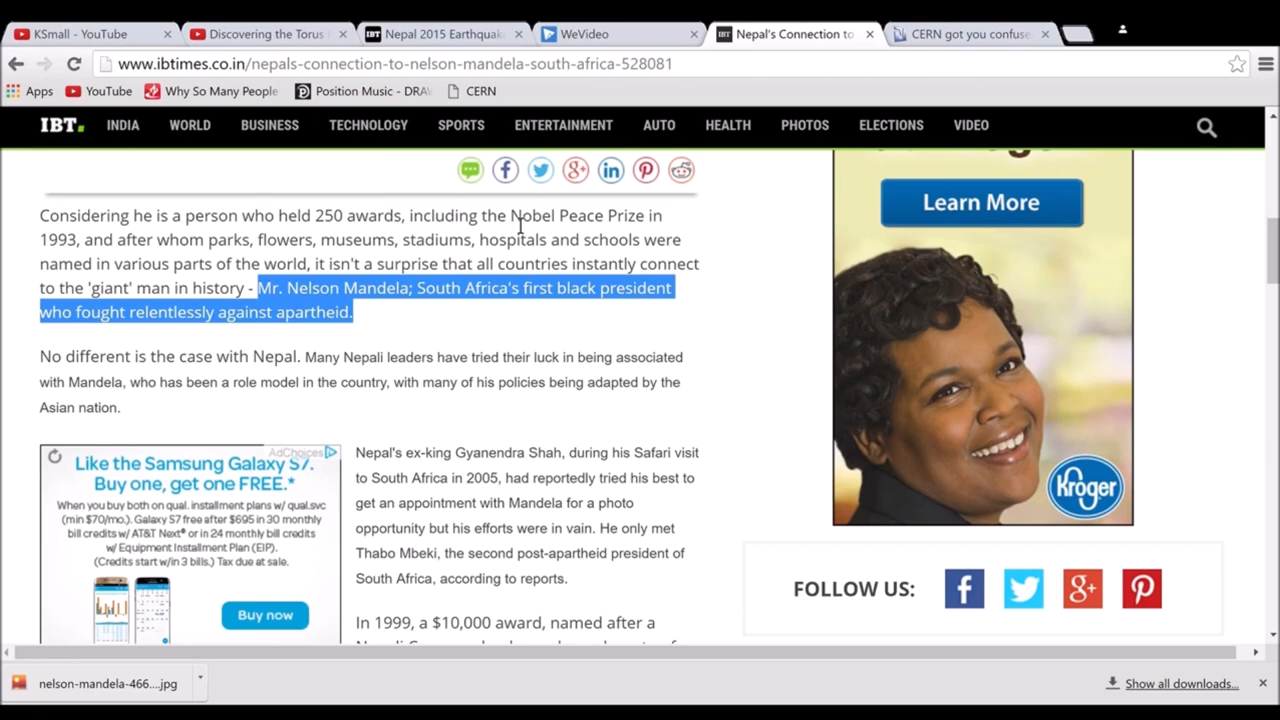 KSmall - YouTube
Discovering the Torus
Nepal 2015 Earthquak
WeVideo
Nepal's Connection to
CERN got you confuse
www.ibtimes.co.in/nepals-connection-to-nelson-mandela-south-africa-528081
Apps
YouTube
Why So Many People
Position Music - DRA
CERN
IBT.
INDIA
WORLD
BUSINESS
TECHNOLOGY
SPORTS
ENTERTAINMENT
AUTO
HEALTH
PHOTOS
ELECTIONS
VIDEO
Considering he is a person who held 250 awards, including the Nobel Peace Prize in
1993, and after whom parks, flowers, museums, stadiums, hospitals and schools were
named in various parts of the world, it isn't a surprise that all countries instantly connect
to the 'giant' man in history - Mr. Nelson Mandela; South Africa's first black president
who fought relentlessly against apartheid.
No different is the case with Nepal. Many Nepali leaders have tried their luck in being associated
with Mandela, who has been a role model in the country, with many of his policies being adapted by the
Asian nation.
AdChoices
Like the Samsung Galaxy S7.
Buy one, get one FREE.*
When you buy both on qual. installment plans w/ qual.svc
(min $70/mo.). Galaxy S7 free after $695 in 30 monthly
bill credits w/ AT&T Next® or in 24 monthly bill credits
w/ Equipment Installment Plan (EIP).
(Credits start w/in 3 bills.) Tax due at sale.
Buy now
Nepal's ex-king Gyanendra Shah, during his Safari visit
to South Africa in 2005, had reportedly tried his best to
get an appointment with Mandela for a photo
opportunity but his efforts were in vain. He only met
Thabo Mbeki, the second post-apartheid president of
South Africa, according to reports.
In 1999, a $10,000 award, named after a
Learn More
Kroger
FOLLOW US:
nelson-mandela-466....jpg
Show all downloads...